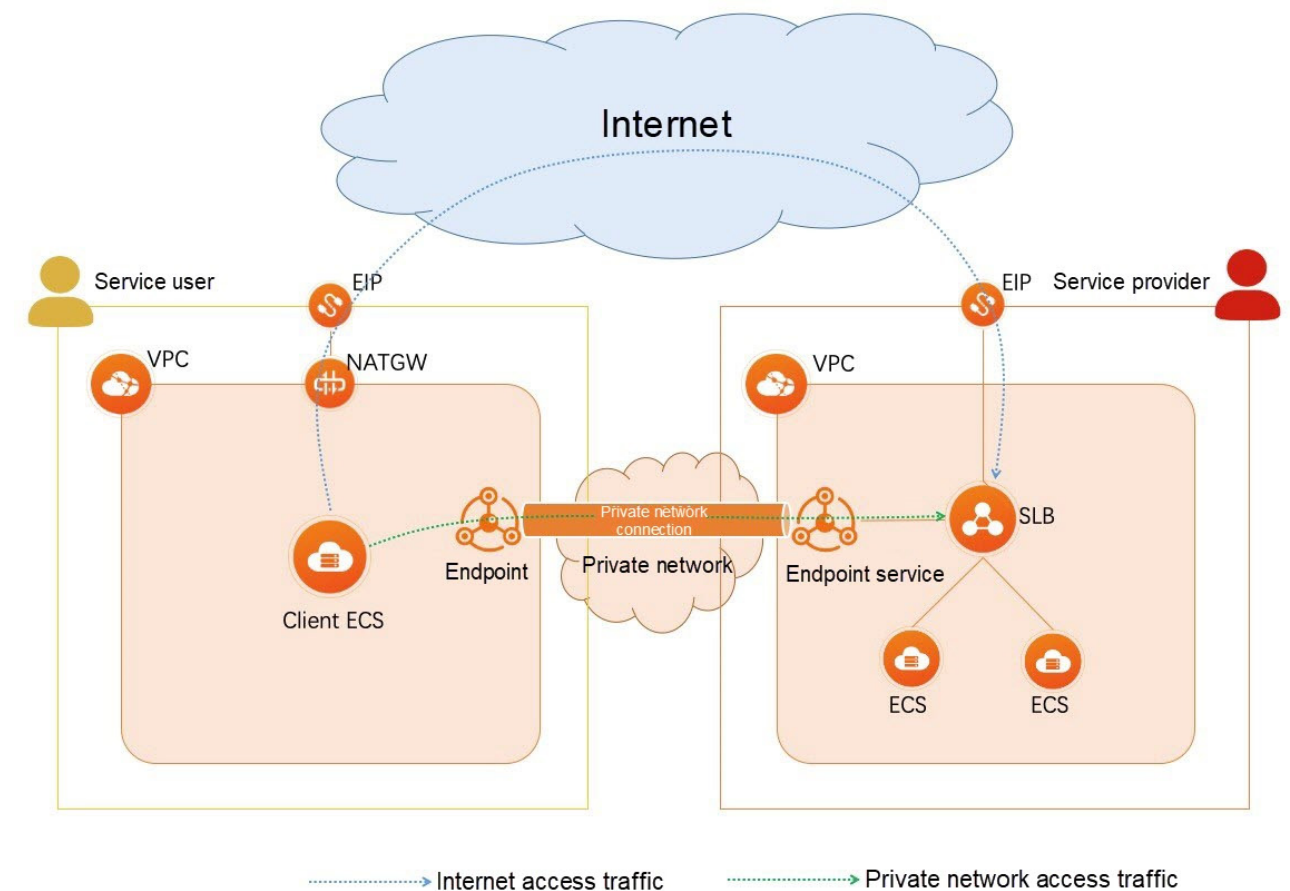 Internet
Service user
EIP
EIP
Service provider
VPC
NATGW
VPC
Private network
connection
SLB
Endpoint
Private network
Endpoint service
Client ECS
ECS
ECS
Internet access traffic
Private network access traffic